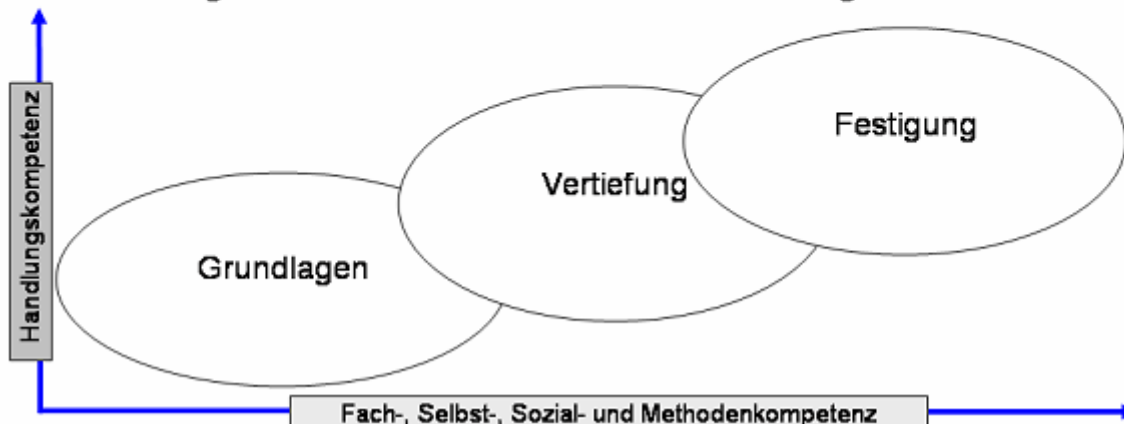 Festigung
Vertiefung
Grundlagen
Handlungskompetenz
Fach-, Selbst-, Sozial- und Methodenkompetenz